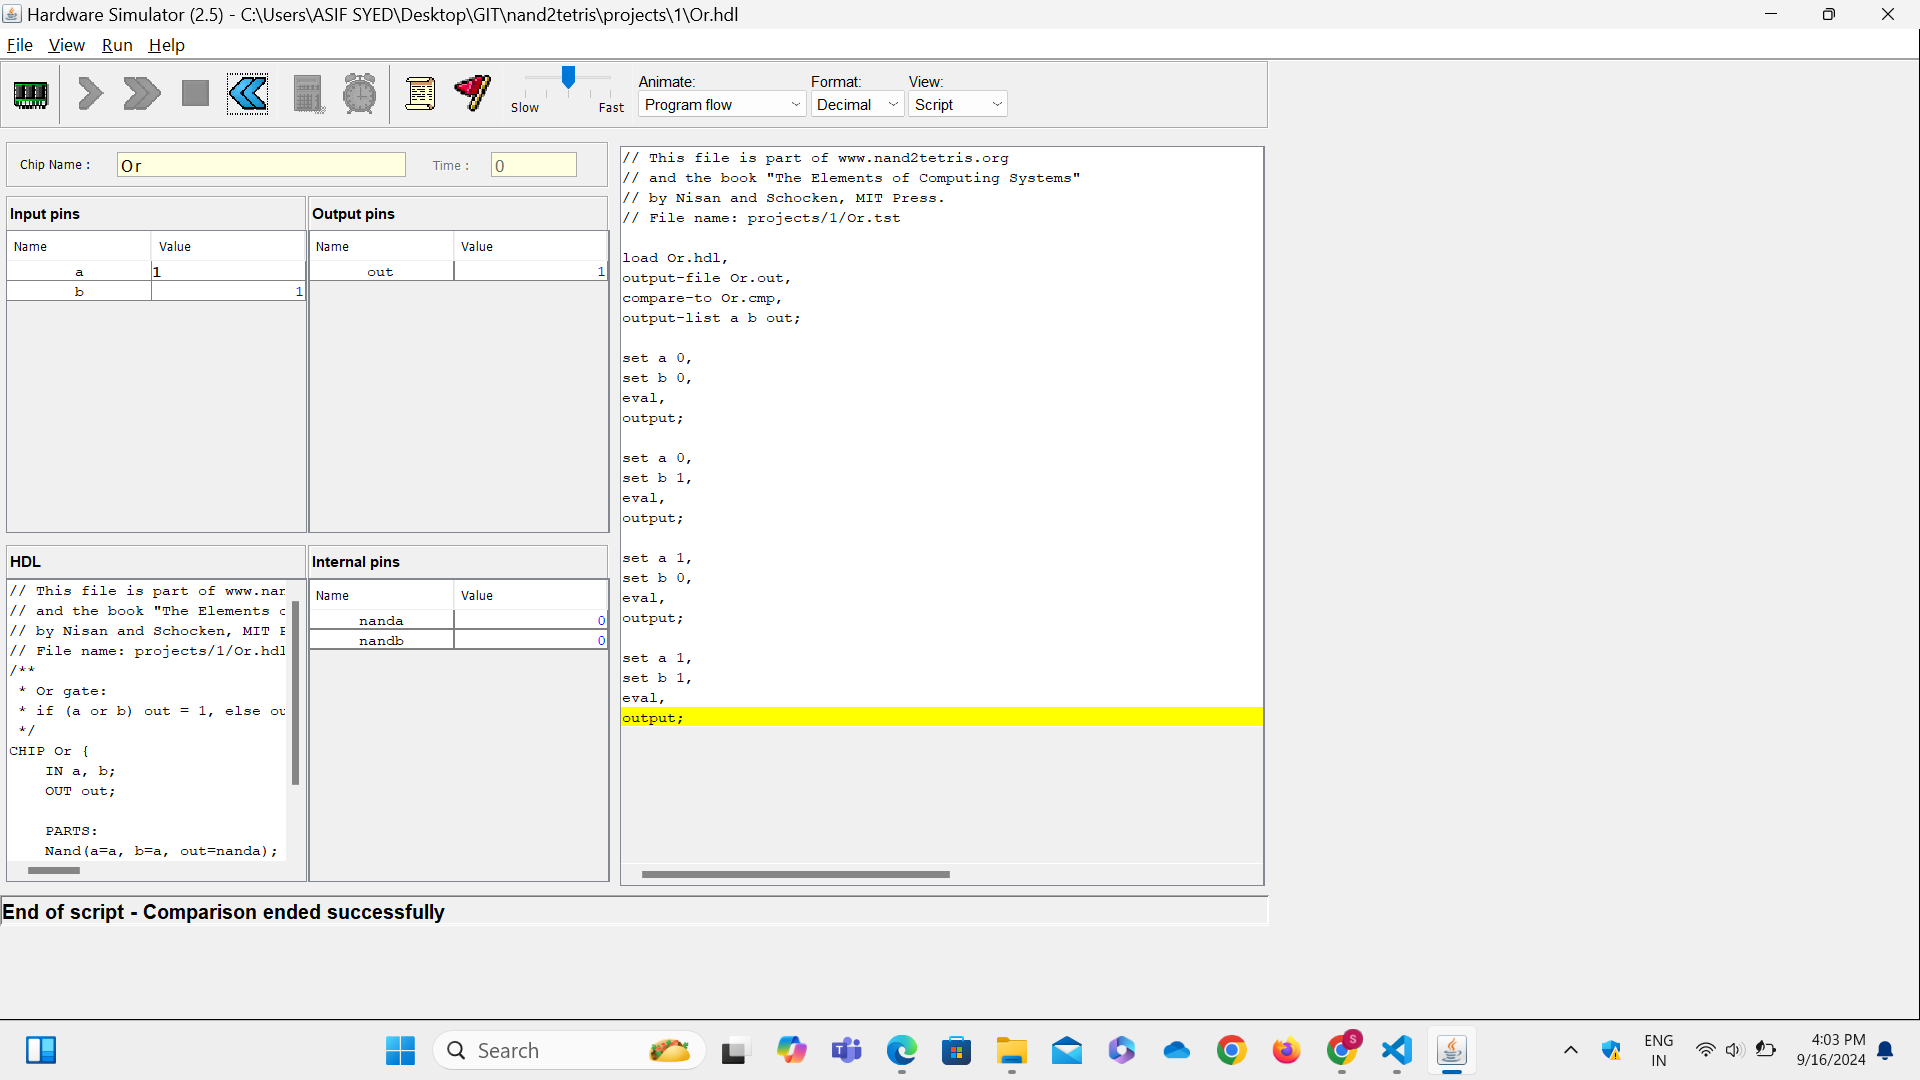 Hardware Simulator (2.5) - C:\Users\ASIF SYED\Desktop\GIT\nand2tetris\projects\1\Or.hdl
File View Run Help
Slow Fast
Animate: Format: View:
Program flow Decimal Script
Chip Name : Or Time : 0
Input pins
Name Value
a 1
b 1
Output pins
Name Value
out 1
HDL
// This file is part of www.nan
// and the book "The Elements o
// by Nisan and Schocken, MIT P
// File name: projects/1/Or.hdl
/**
* Or gate:
* if (a or b) out = 1, else ou
*/
CHIP Or {
IN a, b;
OUT out;
PARTS:
Nand(a=a, b=a, out=nanda);
Internal pins
Name Value
nanda 0
nandb 0
// This file is part of www.nand2tetris.org
// and the book "The Elements of Computing Systems"
// by Nisan and Schocken, MIT Press.
// File name: projects/1/Or.tst
load Or.hdl,
output-file Or.out,
compare-to Or.cmp,
output-list a b out;
set a 0,
set b 0,
eval,
output;
set a 0,
set b 1,
eval,
output;
set a 1,
set b 0,
eval,
output;
set a 1,
set b 1,
eval,
output;
End of script - Comparison ended successfully
Search
S
ENG
IN
4:03 PM
9/16/2024